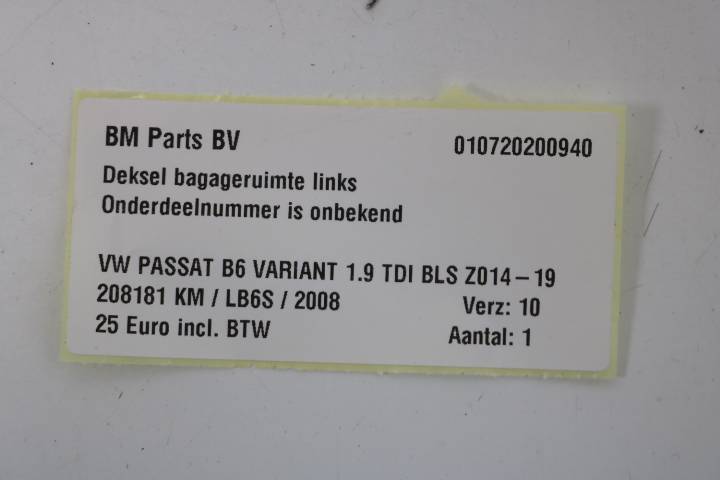 BM Parts BV 010720200940
Deksel bagageruimte links
Onderdeelnummer is onbekend
VW PASSAT B6 VARIANT 1.9 TDI BLS Z014-19
208181 KM / LB6S / 2008 Verz: 10
25 Euro incl. BTW Aantal: 1